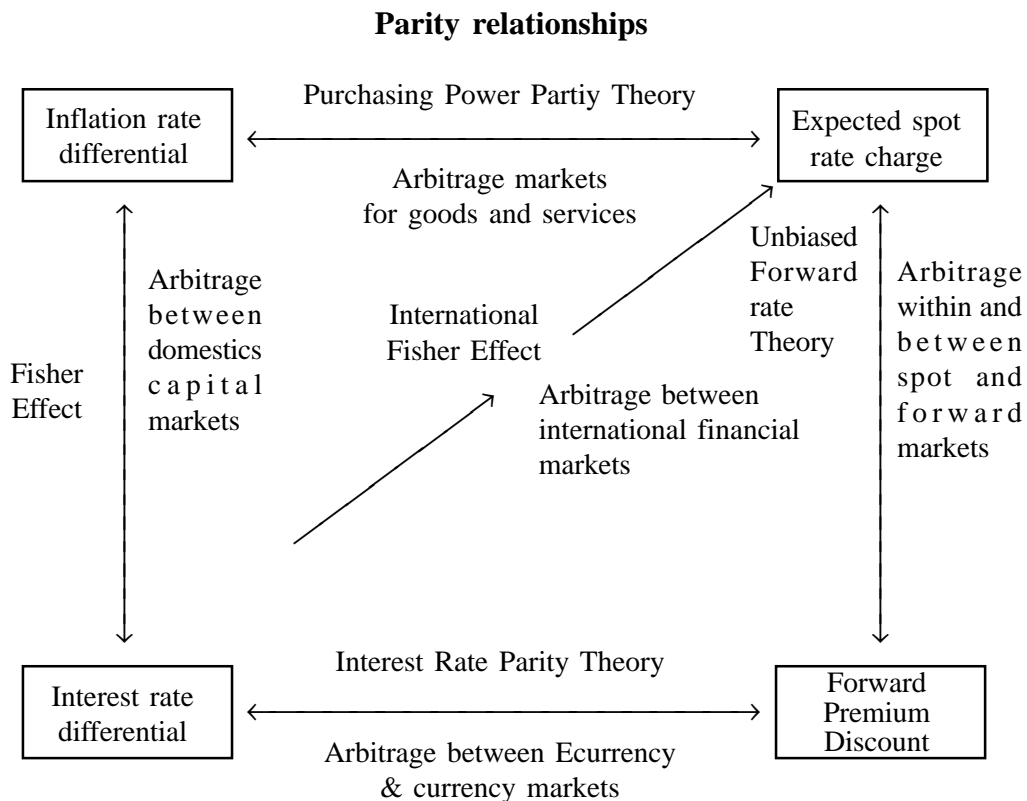 Parity relationships
Purchasing Power Partiy Theory
Inflation rate
differential
Expected spot
rate charge
Arbitrage markets
for goods and services
Unbiased
Forward
rate
Theory
Arbitrage
within and
between
spot and
forward
markets
Arbitrage
between
domestics
capital
markets
Fisher
Effect
International
Fisher Effect
Arbitrage between
international financial
markets
Interest Rate Parity Theory
Interest rate
differential
Forward
Premium
Discount
Arbitrage between Ecurrency
& currency markets